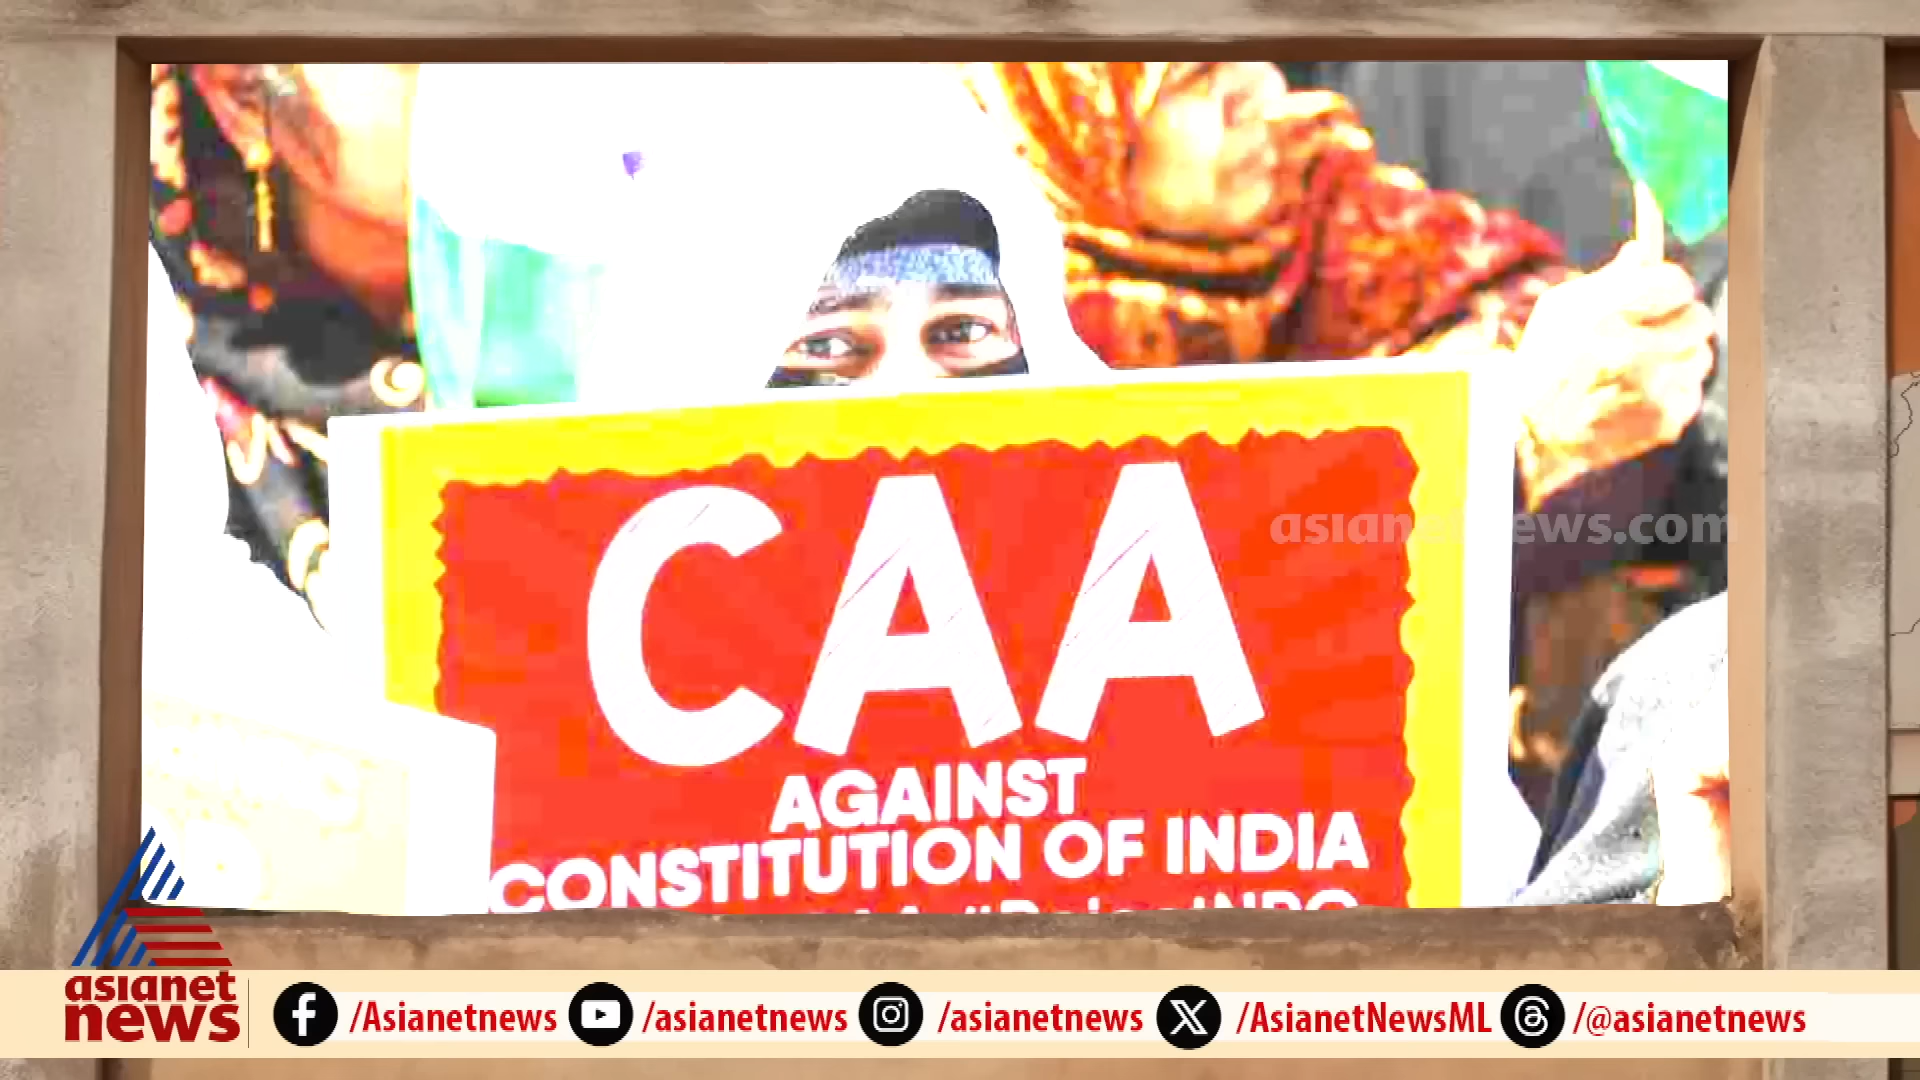 CAA
AGAINST
CONSTITUTION OF INDIA
asianetnews.com
asianet
news
/Asianetnews
/asianetnews
/asianetnews
/AsianetNewsML
/@asianetnews